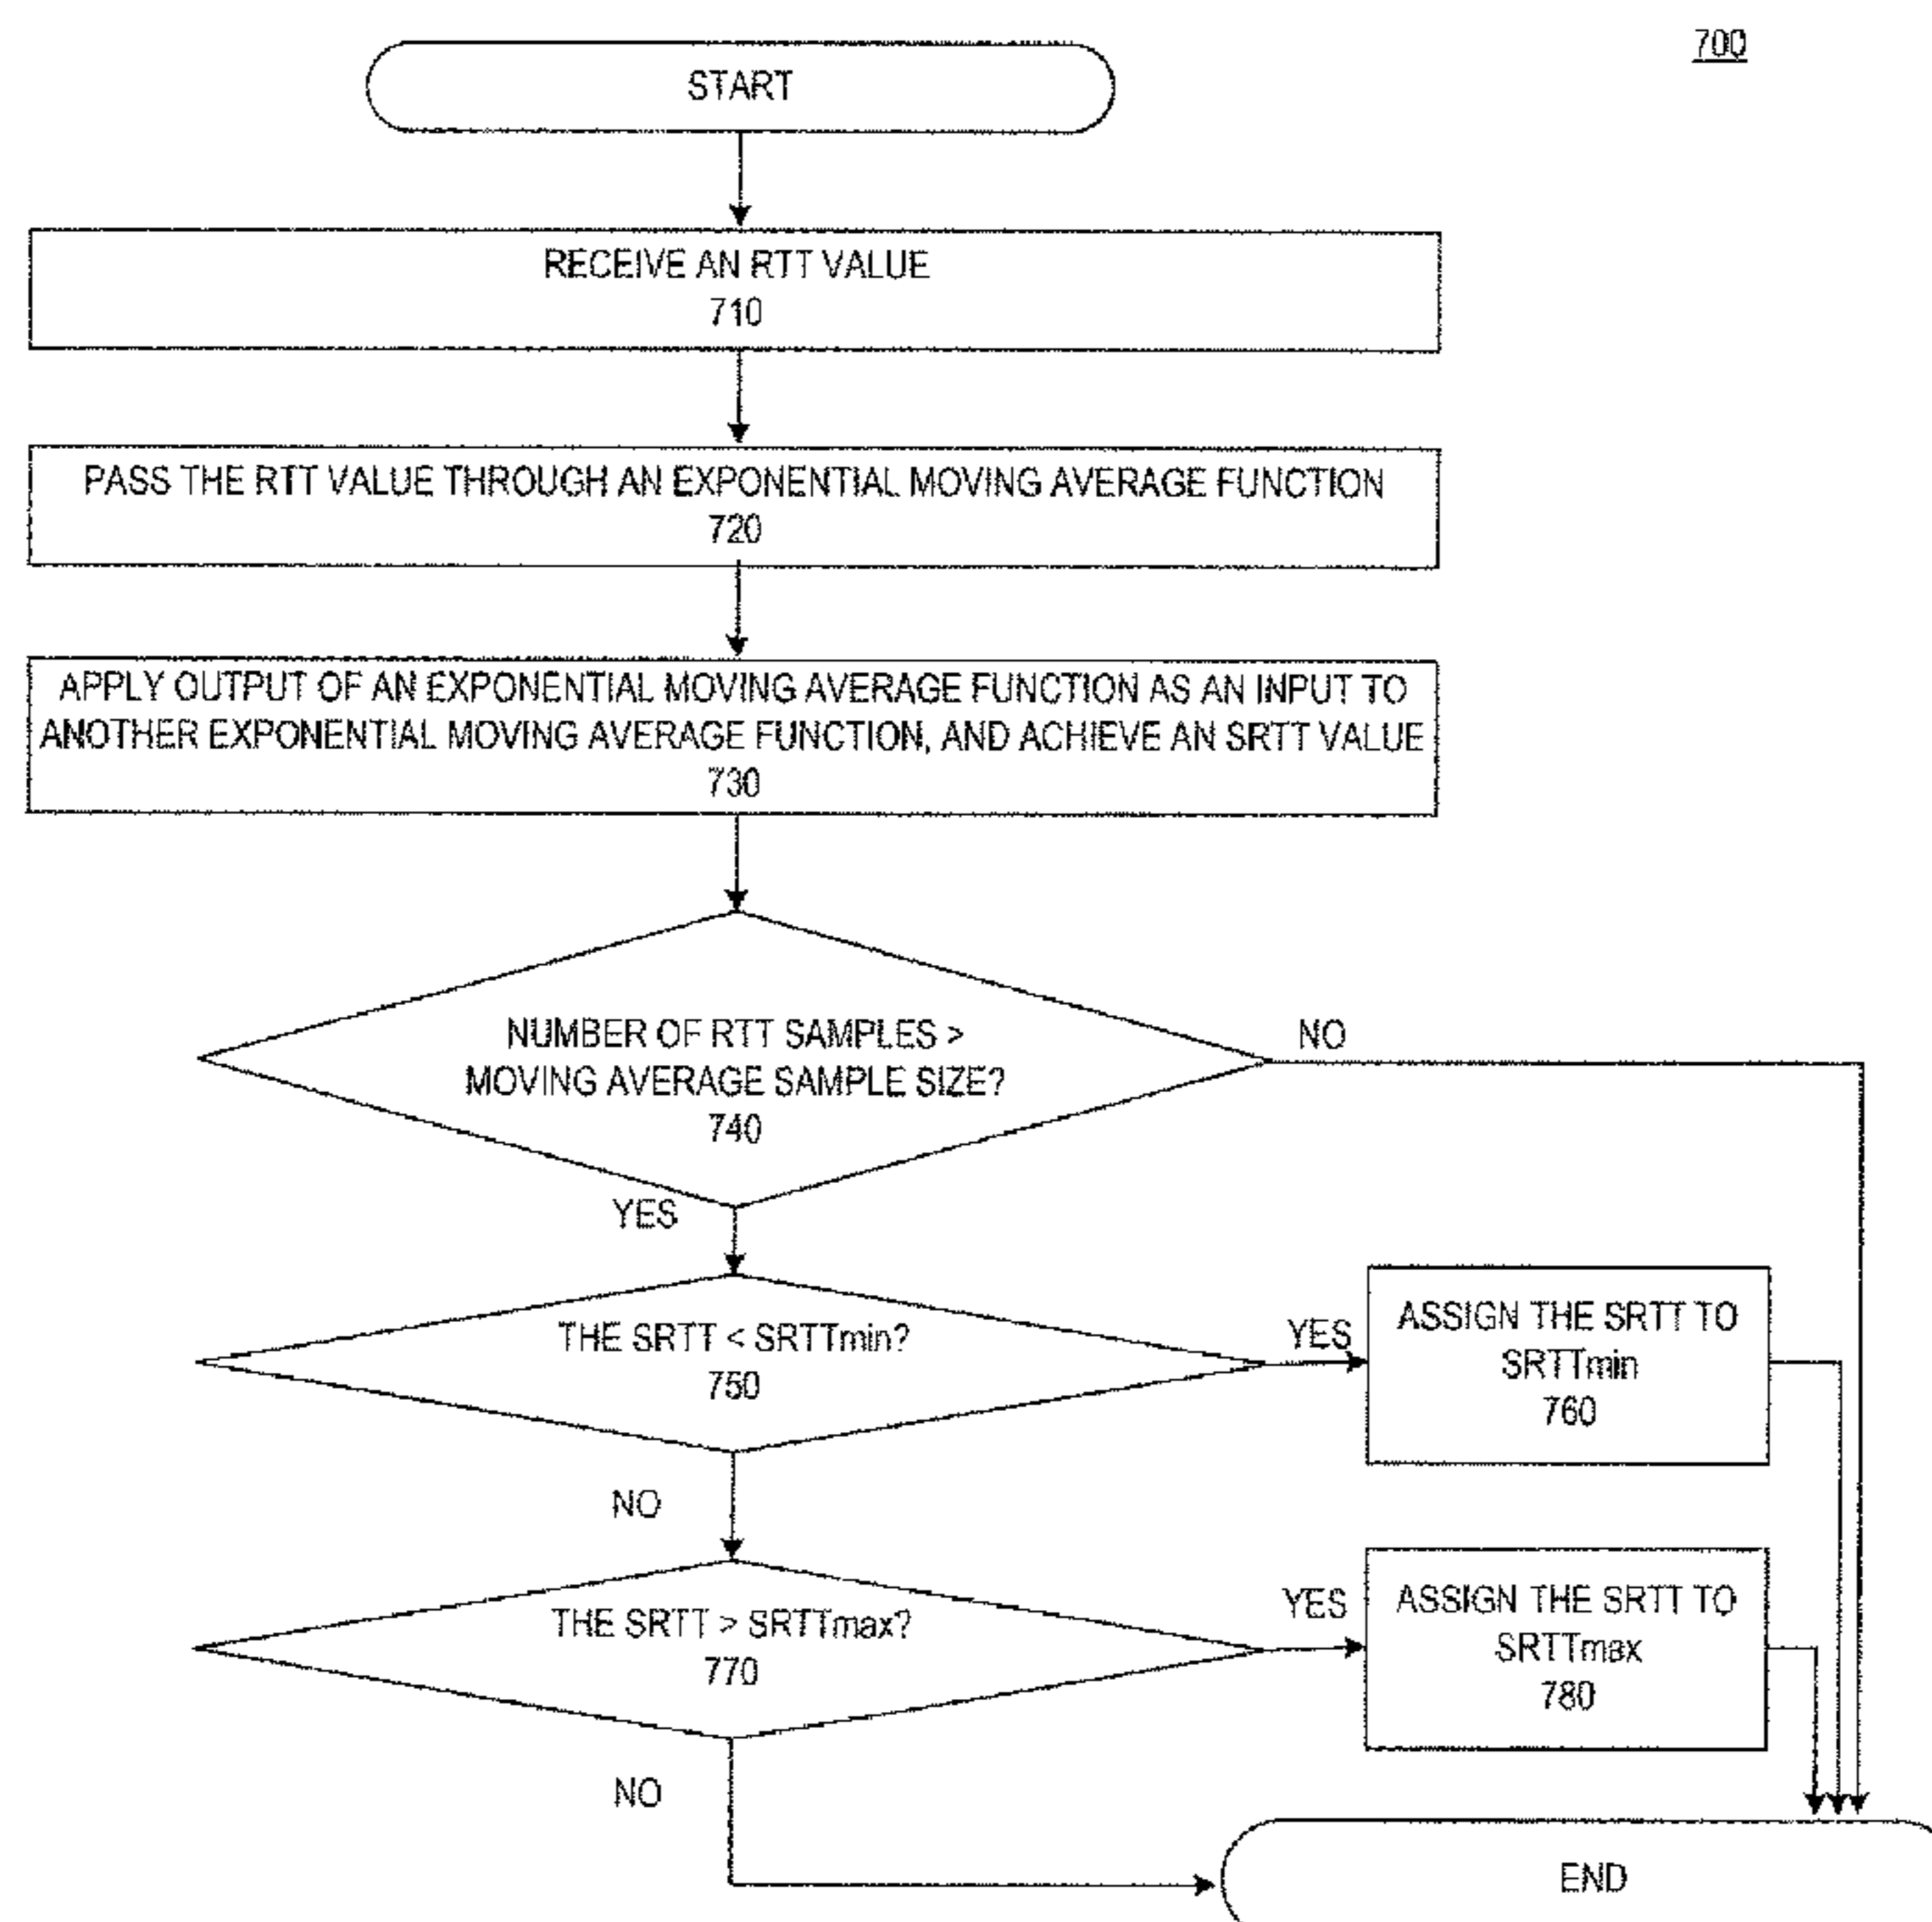 700
START
RECEIVE AN RTT VALUE
710
PASS THE RTT VALUE THROUGH AN EXPONENTIAL MOVING AVERAGE FUNCTION
720
APPLY OUTPUT OF AN EXPONENTIAL MOVING AVERAGE FUNCTION AS AN INPUT TO
ANOTHER EXPONENTIAL MOVING AVERAGE FUNCTION, AND ACHIEVE AN SRTT VALUE
730
NUMBER OF RTT SAMPLES >
MOVING AVERAGE SAMPLE SIZE?
740
NO
YES
THE SRTT < SRTTmin?
750
YES
ASSIGN THE SRTT TO
SRTTmin
760
NO
THE SRTT > SRTTmax?
770
YES
ASSIGN THE SRTT TO
SRTTmax
780
NO
END